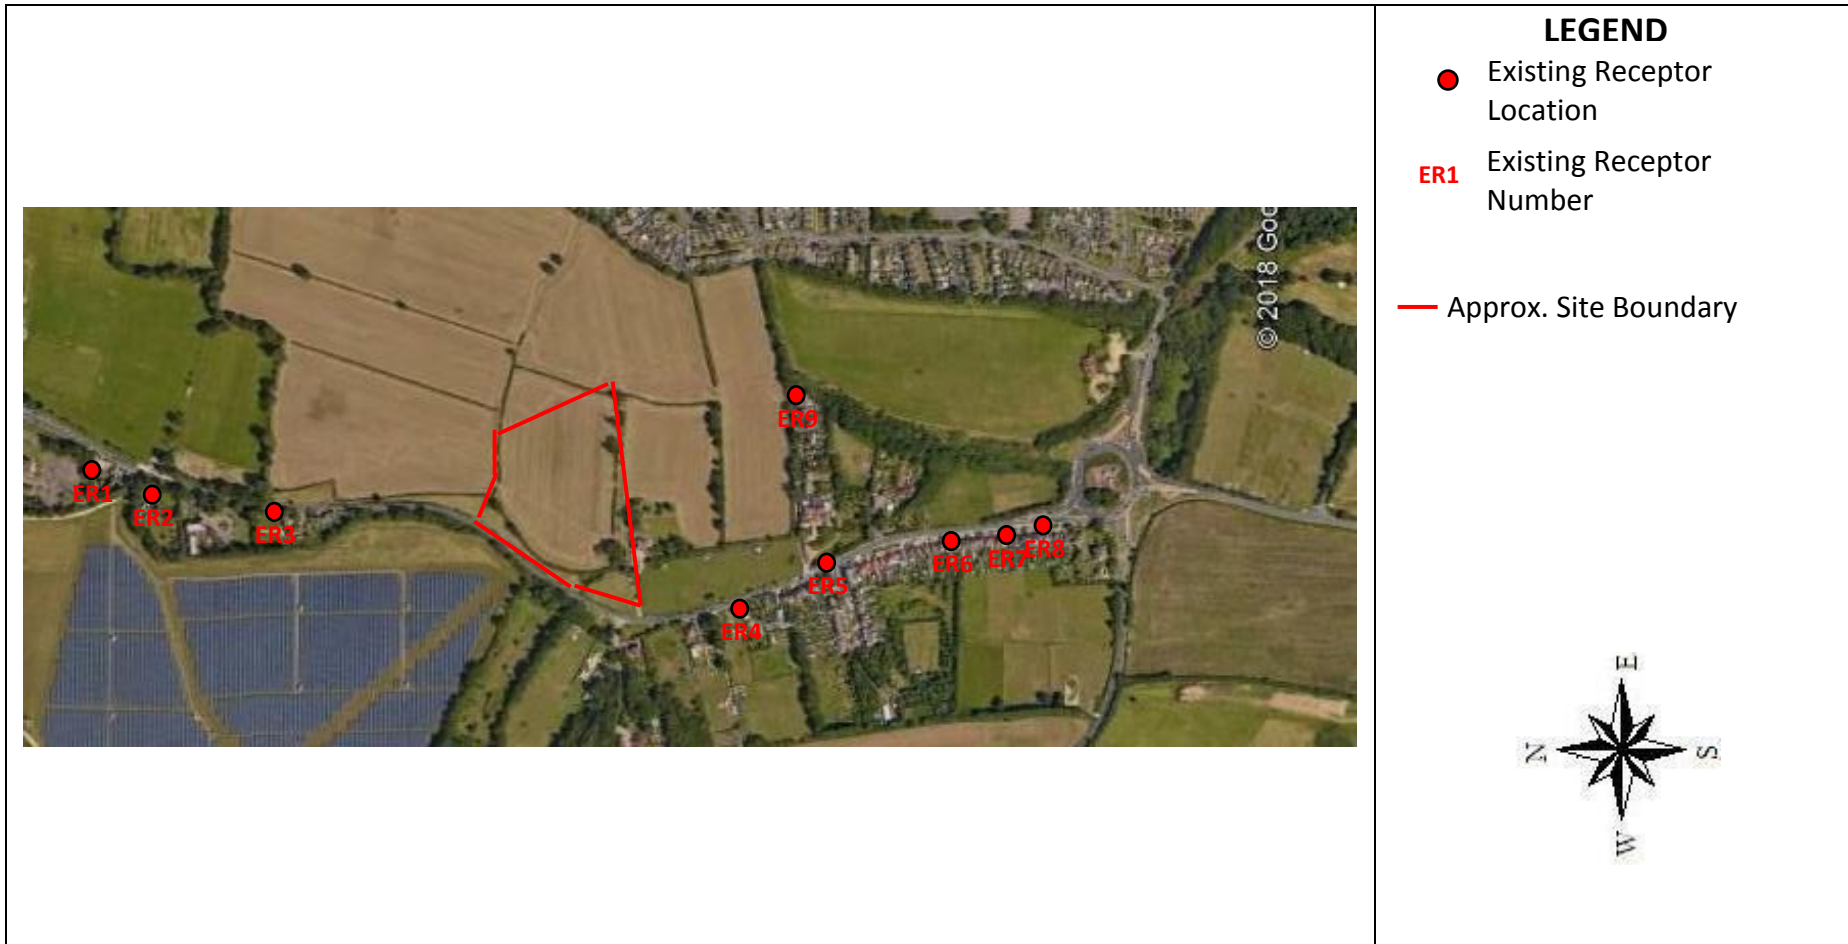 LEGEND
Existing Receptor
Location
ER1
Existing Receptor
Number
Approx. Site Boundary
© 2018 Goo
ER9
ER1
ER2
ER3
ER4
ER5
ER6
ER7
ER8
E
N
S
W